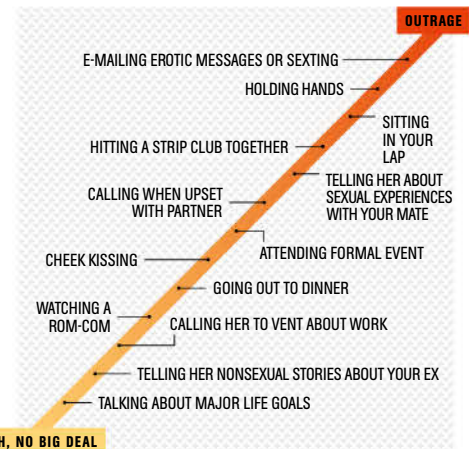 OUTRAGE
E-MAILING EROTIC MESSAGES OR SEXTING
HOLDING HANDS
SITTING
IN YOUR
LAP
HITTING A STRIP CLUB TOGETHER
TELLING HER ABOUT
SEXUAL EXPERIENCES
WITH YOUR MATE
CALLING WHEN UPSET
WITH PARTNER
ATTENDING FORMAL EVENT
CHEEK KISSING
GOING OUT TO DINNER
WATCHING A
ROM-COM
CALLING HER TO VENT ABOUT WORK
TELLING HER NONSEXUAL STORIES ABOUT YOUR EX
TALKING ABOUT MAJOR LIFE GOALS
H, NO BIG DEAL